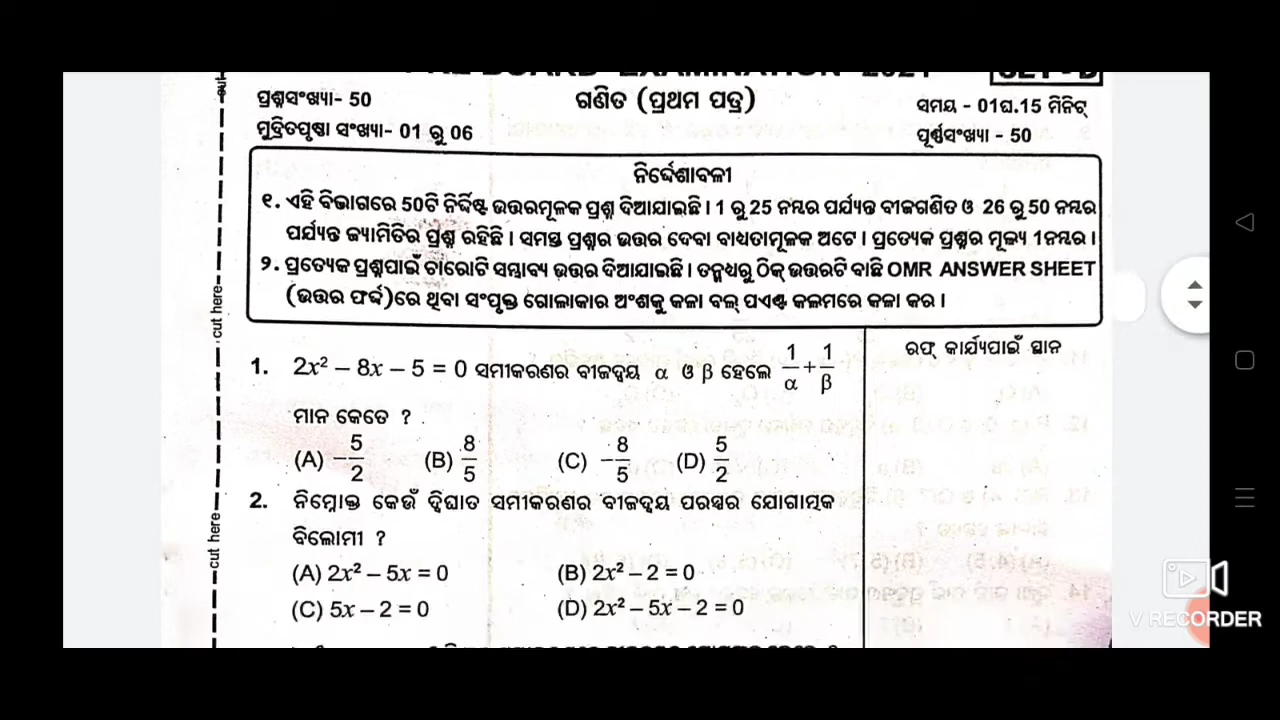 ପ୍ରଶ୍ନସଂଖ୍ୟା- 50
ଗଣିତ (ପ୍ରଥମ ପତ୍ର)
ସମୟ - 01ଘ.15 ମିନିଟ୍
ମୁଦ୍ରିତପୃଷ୍ଠା ସଂଖ୍ୟା- 01 ରୁ 06
ପୂର୍ଣ୍ଣସଂଖ୍ୟା - 50
ନିର୍ଦ୍ଦେଶାବଳୀ
୧. ଏହି ବିଭାଗରେ 50ଟି ନିର୍ଦ୍ଦିଷ୍ଟ ଉତ୍ତରମୂଳକ ପ୍ରଶ୍ନ ଦିଆଯାଇଛି । 1 ରୁ 25 ନମ୍ବର ପର୍ଯ୍ୟନ୍ତ ବୀଜଗଣିତ ଓ 26 ରୁ 50 ନମ୍ବର
ପର୍ଯ୍ୟନ୍ତ ଜ୍ୟାମିତିର ପ୍ରଶ୍ନ ରହିଛି । ସମସ୍ତ ପ୍ରଶ୍ନର ଉତ୍ତର ଦେବା ବାଧ୍ୟତାମୂଳକ ଅଟେ । ପ୍ରତ୍ୟେକ ପ୍ରଶ୍ନର ମୂଲ୍ୟ 1ନମ୍ବର ।
୨. ପ୍ରତ୍ୟେକ ପ୍ରଶ୍ନପାଇଁ ଚାରୋଟି ସମ୍ଭାବ୍ୟ ଉତ୍ତର ଦିଆଯାଇଛି । ତନ୍ମଧ୍ୟରୁ ଠିକ୍ ଉତ୍ତରଟି ବାଛି OMR ANSWER SHEET
(ଉତ୍ତର ଫର୍ଦ୍ଦ)ରେ ଥିବା ସଂପୃକ୍ତ ଗୋଲାକାର ଅଂଶକୁ କଳା ବଲ୍ ପଏଣ୍ଟ କଲମରେ କଳା କର ।
ରଫ୍ କାର୍ଯ୍ୟପାଇଁ ସ୍ଥାନ
1. 2x² – 8x – 5 = 0 ସମୀକରଣର ବୀଜଦ୍ୱୟ α ଓ β ହେଲେ 1/α + 1/β
ମାନ କେତେ ?
(A) –5/2 (B) 8/5 (C) –8/5 (D) 5/2
2. ନିମ୍ନୋକ୍ତ କେଉଁ ଦ୍ୱିଘାତ ସମୀକରଣର ବୀଜଦ୍ୱୟ ପରସ୍ପର ଯୋଗାତ୍ମକ
ବିଲୋମୀ ?
(A) 2x² – 5x = 0 (B) 2x² – 2 = 0
(C) 5x – 2 = 0 (D) 2x² – 5x – 2 = 0
cut here
cut here
V RECORDER